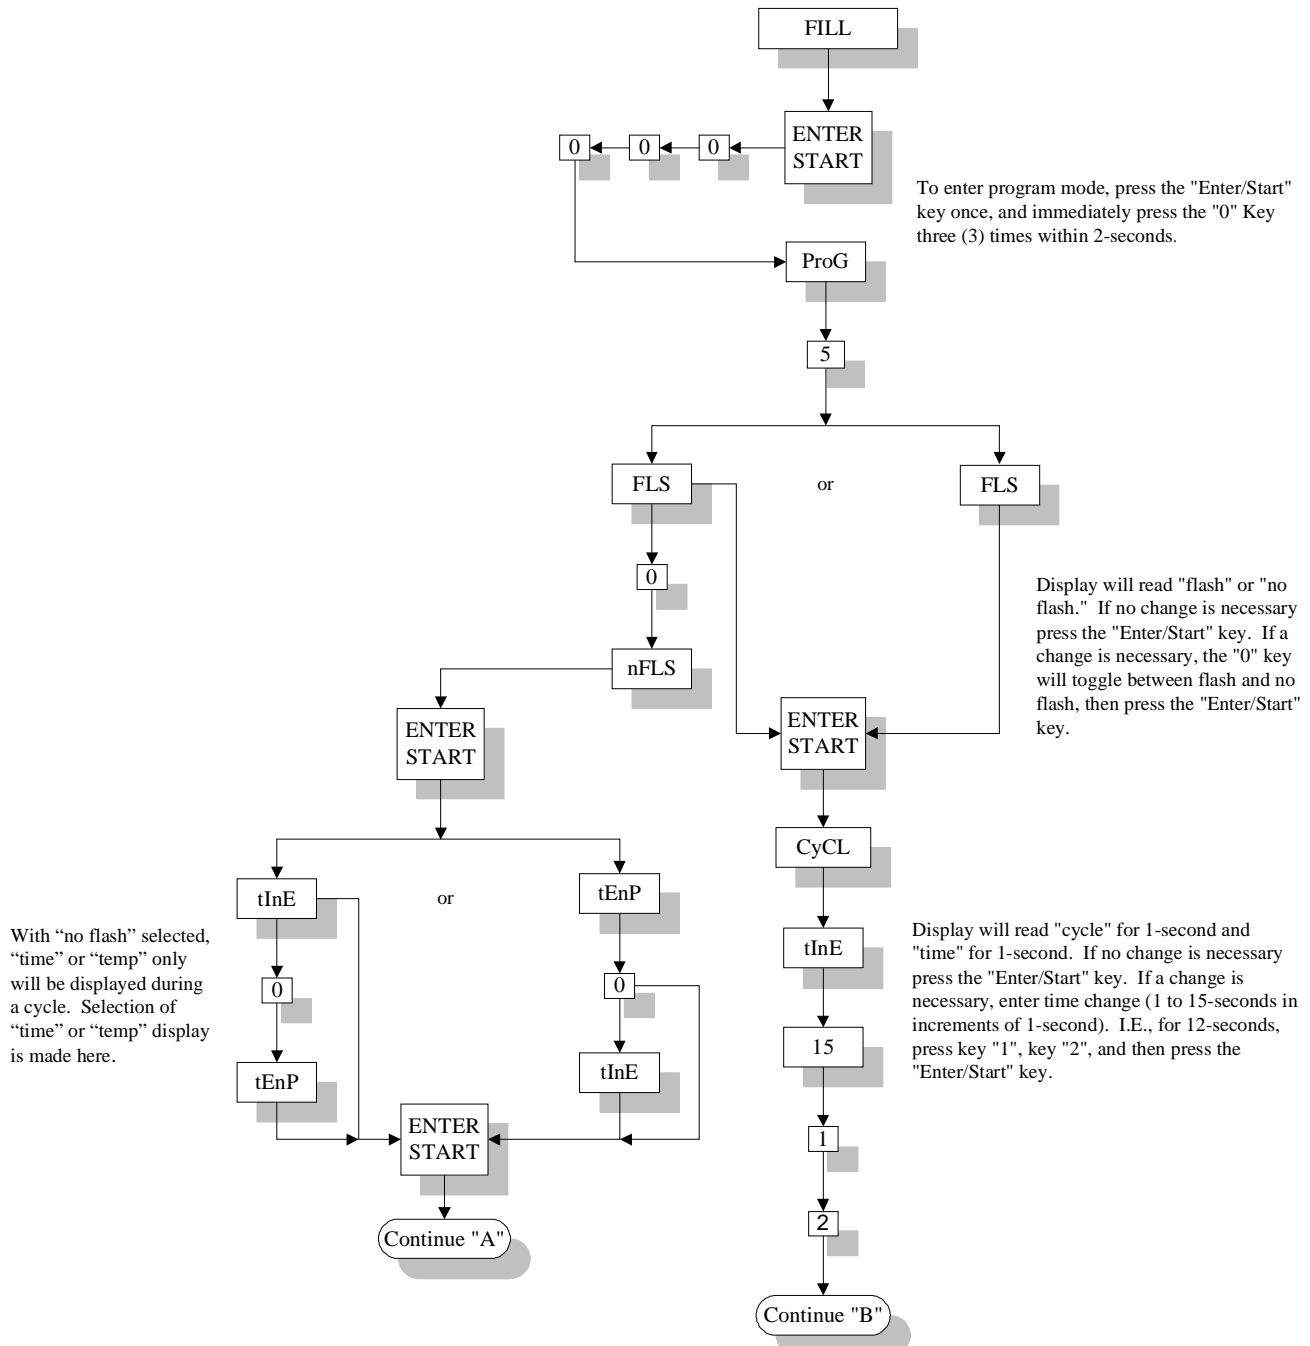 FILL
ENTER
START
0
0
0
To enter program mode, press the "Enter/Start"
key once, and immediately press the "0" Key
three (3) times within 2-seconds.
ProG
5
FLS
or
FLS
0
Display will read "flash" or "no
flash." If no change is necessary
press the "Enter/Start" key. If a
change is necessary, the "0" key
will toggle between flash and no
flash, then press the "Enter/Start"
key.
nFLS
ENTER
START
ENTER
START
CyCL
tInE
or
tEnP
With “no flash” selected,
“time” or “temp” only
will be displayed during
a cycle. Selection of
“time” or “temp” display
is made here.
0
0
tEnP
tInE
ENTER
START
Continue "A"
tInE
Display will read "cycle" for 1-second and
"time" for 1-second. If no change is necessary
press the "Enter/Start" key. If a change is
necessary, enter time change (1 to 15-seconds in
increments of 1-second). I.E., for 12-seconds,
press key "1", key "2", and then press the
"Enter/Start" key.
15
1
2
Continue "B"